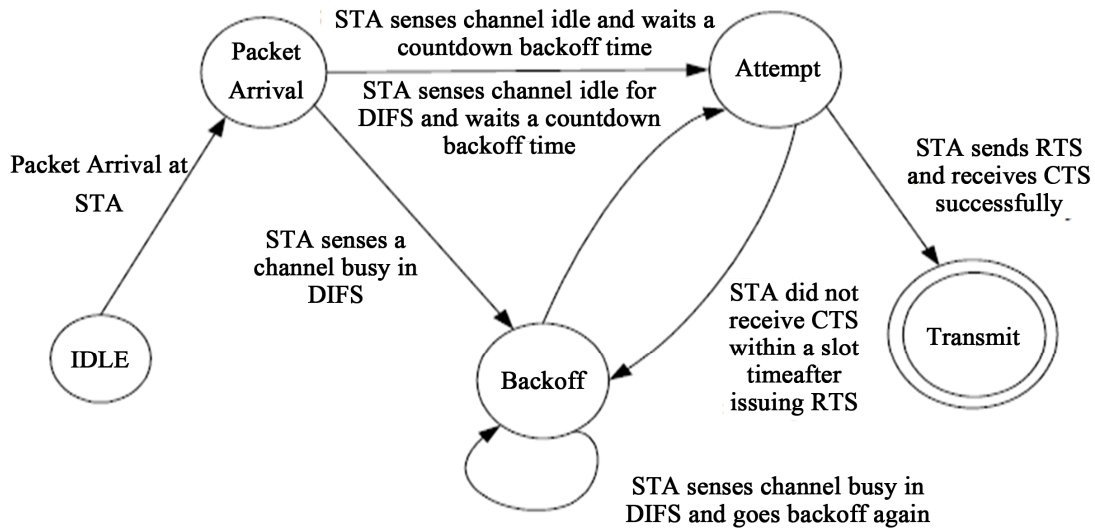 STA senses channel idle and waits a
countdown backoff time
Packet
Arrival
Attempt
STA senses channel idle for
DIFS and waits a countdown
backoff time
Packet Arrival at
STA
STA sends RTS
and receives CTS
successfully
STA senses a
channel busy in
DIFS
STA did not
receive CTS
within a slot
timeafter
issuing RTS
IDLE
Backoff
Transmit
STA senses channel busy in
DIFS and goes backoff again